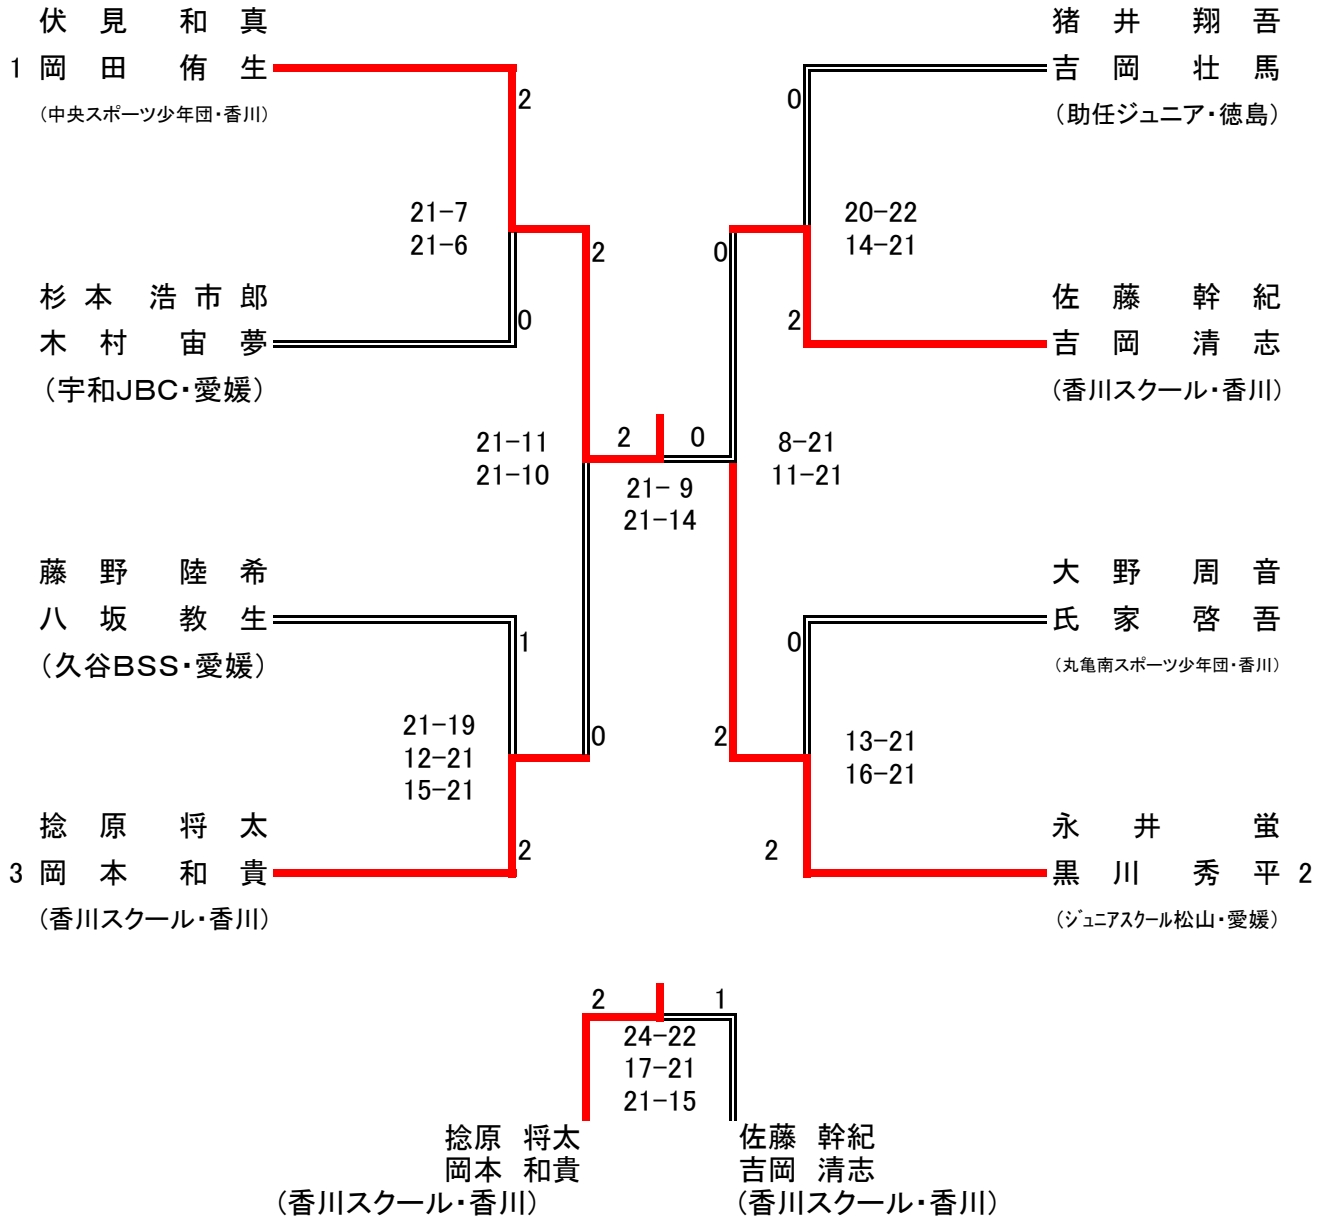 伏見 和真
1 岡田 侑生
（中央スポーツ少年団・香川）
2
21-7
21-6
2
杉本 浩市郎
0
木村 宙夢
（宇和JBC・愛媛）
21-11
21-10
藤野 陸希
八坂 教生
1
（久谷BSS・愛媛）
21-19
12-21
15-21
0
捻原 将太
2
3 岡本 和貴
（香川スクール・香川）
2 0
21- 9
21-14
猪井 翔吾
吉岡 壮馬
0
（助任ジュニア・徳島）
20-22
14-21
0
佐藤 幹紀
2
吉岡 清志
（香川スクール・香川）
8-21
11-21
大野 周音
氏家 啓吾
0
（丸亀南スポーツ少年団・香川）
2
13-21
16-21
永井 蛍
2
黒川 秀平 2
（ジュニアスクール松山・愛媛）
2 1
24-22
17-21
21-15
捻原 将太
岡本 和貴
（香川スクール・香川）
佐藤 幹紀
吉岡 清志
（香川スクール・香川）